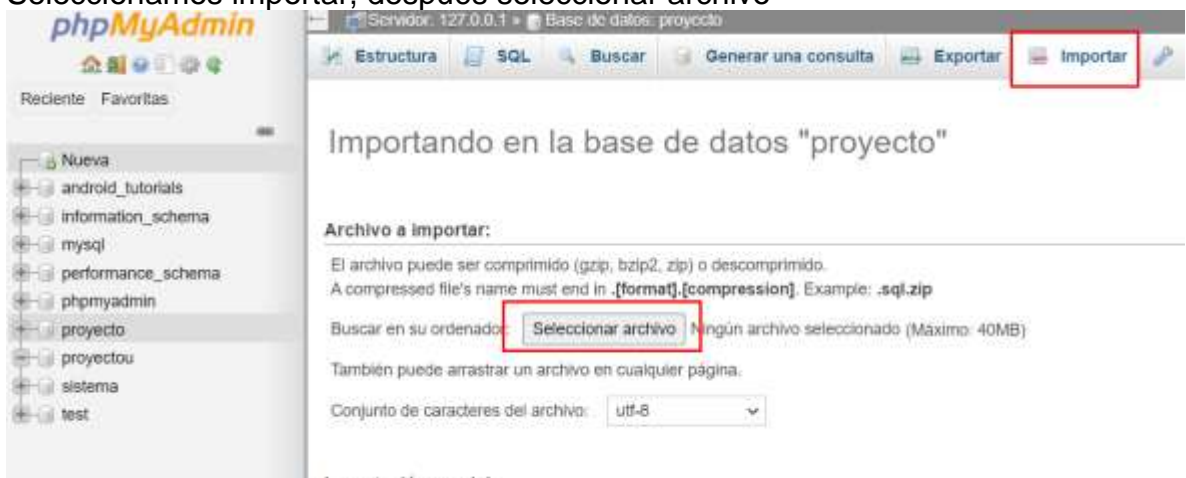 Seleccionamos importar, despues seleccionar archivo
phpMyAdmin
Reciente Favoritas
Nueva
android_tutorials
information_schema
mysql
performance_schema
phpmyadmin
proyecto
proyectou
sistema
test
Servidor: 127.0.0.1 » Base de datos: proyecto
Estructura SQL Buscar Generar una consulta Exportar Importar
Importando en la base de datos "proyecto"
Archivo a importar:
El archivo puede ser comprimido (gzip, bzip2, zip) o descomprimido.
A compressed file's name must end in .[format].[compression]. Example: .sql.zip
Buscar en su ordenador: Seleccionar archivo Ningún archivo seleccionado (Máximo: 40MB)
También puede arrastrar un archivo en cualquier página.
Conjunto de caracteres del archivo: utf-8